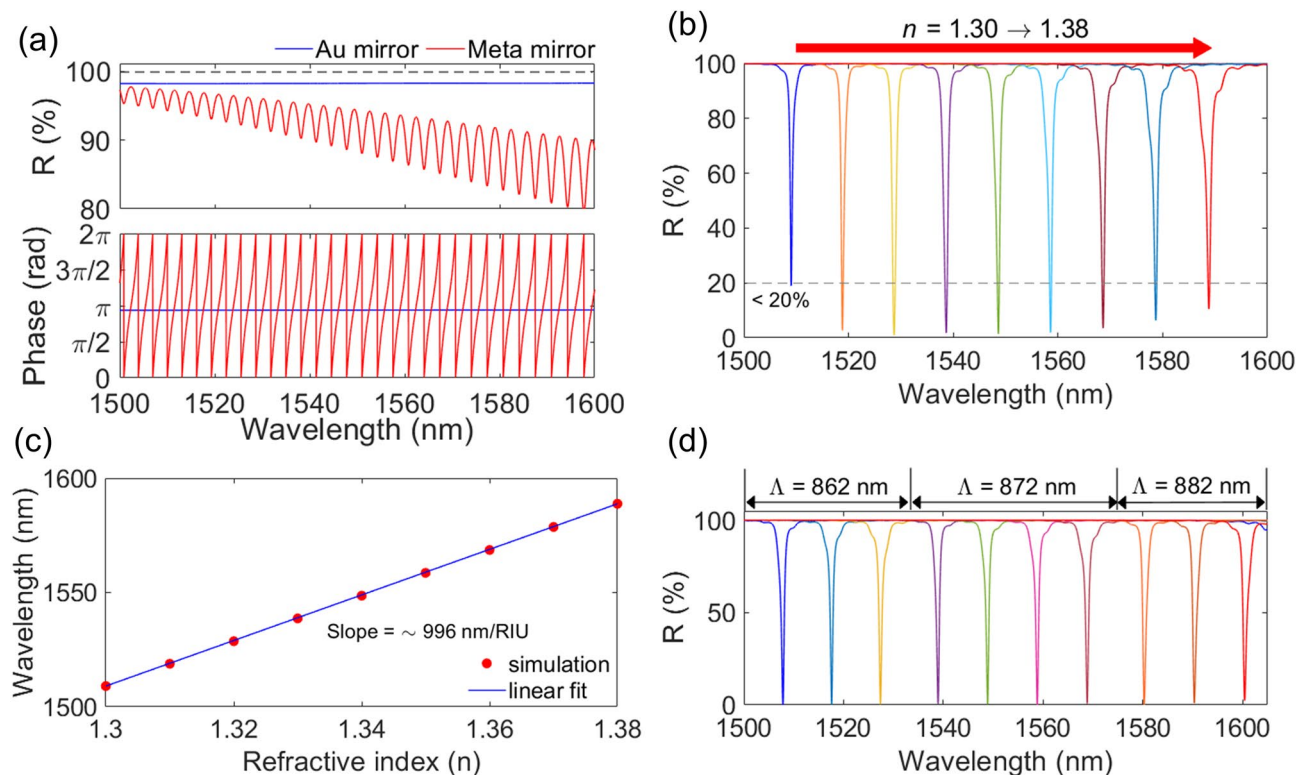 (a)
Au mirror Meta mirror
100
90
80
R (%)
2π
3π/2
π
π/2
0
Phase (rad)
1500 1520 1540 1560 1580 1600
Wavelength (nm)
(b)
n = 1.30 → 1.38
100
80
60
40
20
0
R (%)
< 20%
1500 1520 1540 1560 1580 1600
Wavelength (nm)
(c)
1600
1550
1500
Wavelength (nm)
Slope = ~ 996 nm/RIU
simulation
linear fit
1.3 1.32 1.34 1.36 1.38
Refractive index (n)
(d)
Λ = 862 nm Λ = 872 nm Λ = 882 nm
100
50
0
R (%)
1500 1520 1540 1560 1580 1600
Wavelength (nm)